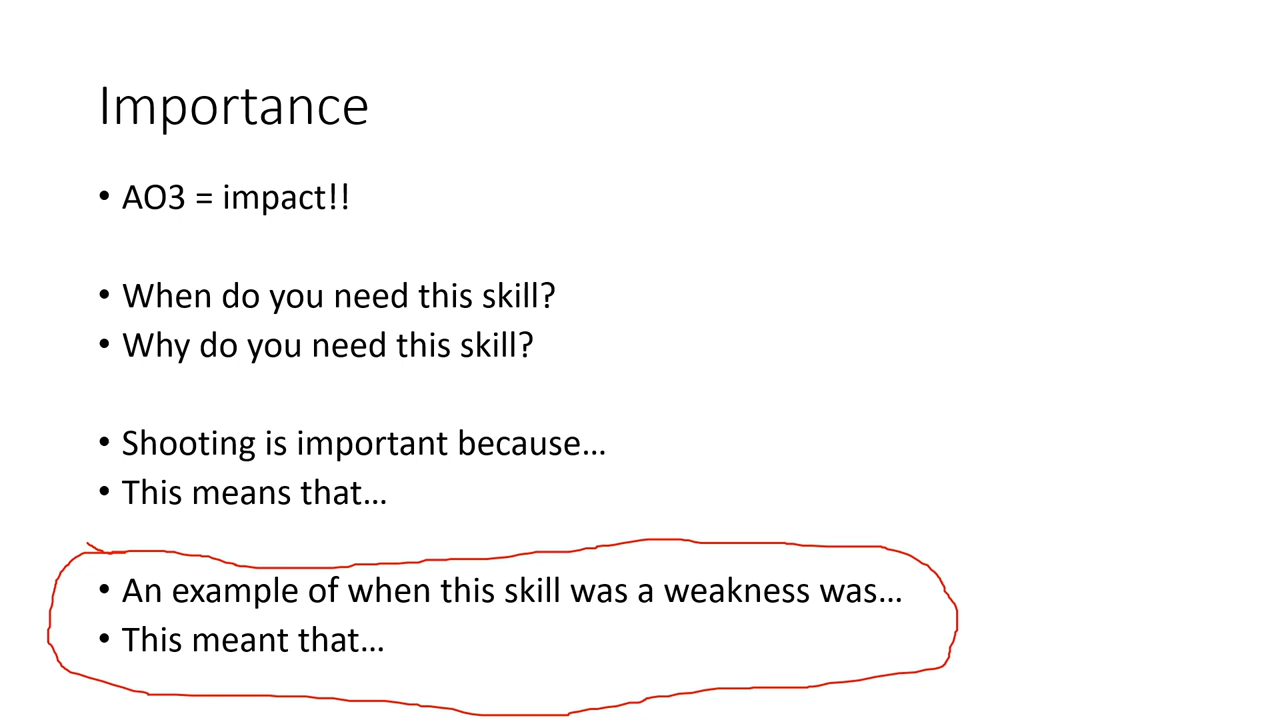 Importance
• AO3 = impact!!
• When do you need this skill?
• Why do you need this skill?
• Shooting is important because…
• This means that…
• An example of when this skill was a weakness was…
• This meant that…